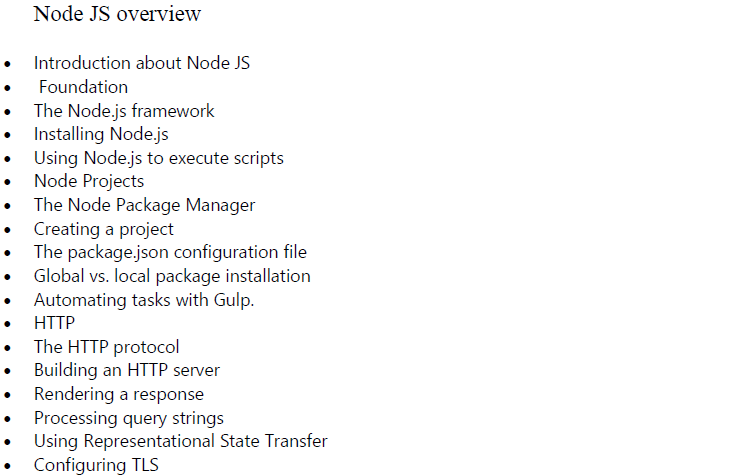 Node JS overview
• Introduction about Node JS
• Foundation
• The Node.js framework
• Installing Node.js
• Using Node.js to execute scripts
• Node Projects
• The Node Package Manager
• Creating a project
• The package.json configuration file
• Global vs. local package installation
• Automating tasks with Gulp.
• HTTP
• The HTTP protocol
• Building an HTTP server
• Rendering a response
• Processing query strings
• Using Representational State Transfer
• Configuring TLS